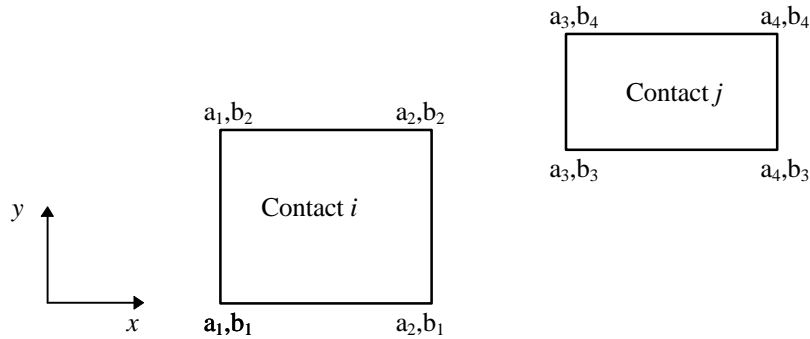 a₃,b₄ a₄,b₄
Contact j
a₁,b₂ a₂,b₂
a₃,b₃ a₄,b₃
Contact i
y
x a₁,b₁ a₂,b₁